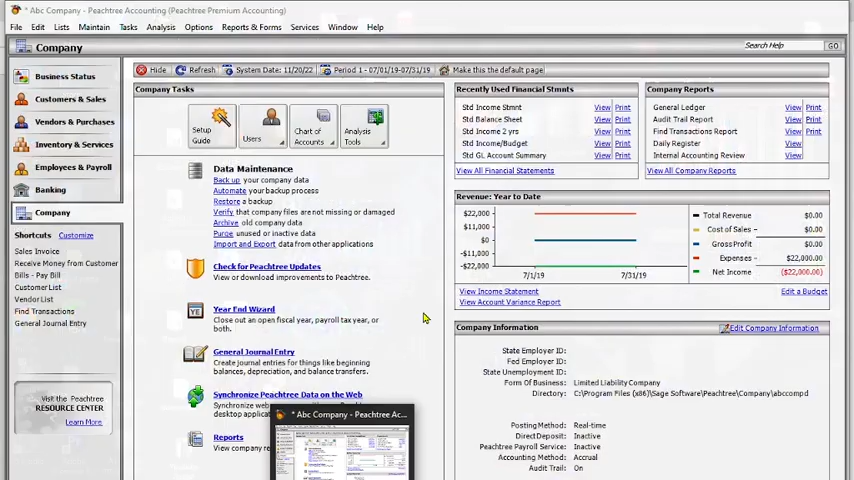 * Abc Company - Peachtree Accounting (Peachtree Premium Accounting)
File Edit Lists Maintain Tasks Analysis Options Reports & Forms Services Window Help
Company
Search Help GO
Hide Refresh System Date: 11/20/22 Period 1 - 07/01/19-07/31/19 Make this the default page
Business Status
Customers & Sales
Vendors & Purchases
Inventory & Services
Employees & Payroll
Banking
Company
Shortcuts Customize
Sales Invoice
Receive Money from Customer
Bills - Pay Bill
Customer List
Vendor List
Find Transactions
General Journal Entry
Visit the Peachtree
RESOURCE CENTER
Learn More
Company Tasks
Setup Guide
Users
Chart of Accounts
Analysis Tools
Data Maintenance
Back up your company data
Automate your backup process
Restore a backup
Verify that company files are not missing or damaged
Archive old company data
Purge unused or inactive data
Import and Export data from other applications
Check for Peachtree Updates
View or download improvements to Peachtree.
YE
Year End Wizard
Close out an open fiscal year, payroll tax year, or
both.
General Journal Entry
Create journal entries for things like beginning
balances, depreciation, and balance transfers.
Synchronize Peachtree Data on the Web
Synchronize web
desktop applicat
Reports
View company re
* Abc Company - Peachtree Ac...
Recently Used Financial Stmnts
Std Income Stmnt View Print
Std Balance Sheet View Print
Std Income 2 yrs View Print
Std Income/Budget View Print
Std GL Account Summary View Print
View All Financial Statements
Company Reports
General Ledger View Print
Audit Trail Report View Print
Find Transactions Report View Print
Daily Register View
Internal Accounting Review View
View All Company Reports
Revenue: Year to Date
$22,000
$11,000
$0
-$11,000
-$22,000
7/1/19 7/31/19
Total Revenue $0.00
Cost of Sales $0.00
Gross Profit $0.00
Expenses $22,000.00
Net Income ($22,000.00)
View Income Statement Edit a Budget
View Account Variance Report
Company Information Edit Company Information
State Employer ID:
Fed Employer ID:
State Unemployment ID:
Form Of Business: Limited Liability Company
Directory: C:\Program Files (x86)\Sage Software\Peachtree\Company\abccompd
Posting Method: Real-time
Direct Deposit: Inactive
Peachtree Payroll Service: Inactive
Accounting Method: Accrual
Audit Trail: On